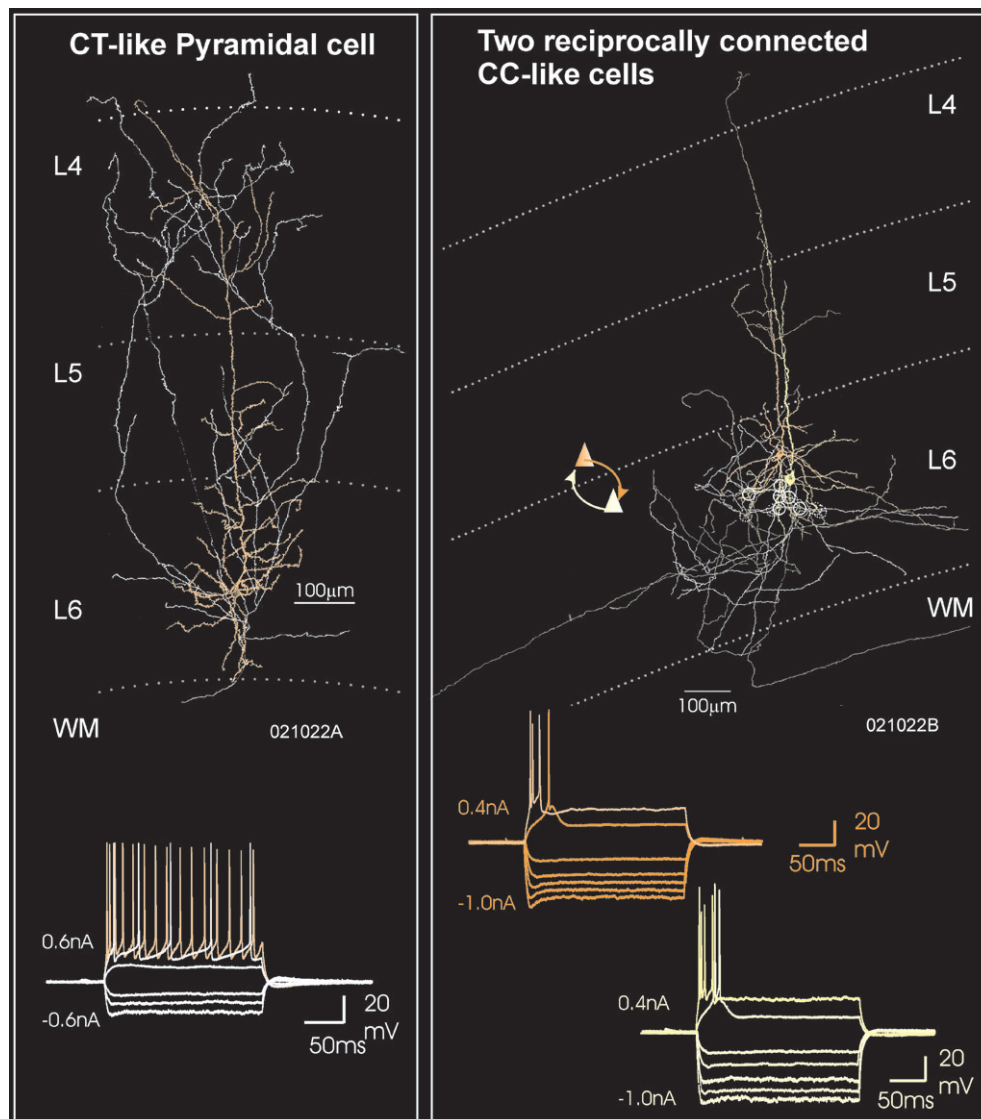 CT-like Pyramidal cell
L4
L5
100µm
L6
WM
021022A
0.6nA
-0.6nA
20
mV
50ms
Two reciprocally connected
CC-like cells
L4
L5
L6
WM
100µm
021022B
0.4nA
20
mV
50ms
-1.0nA
0.4nA
20
mV
50ms
-1.0nA